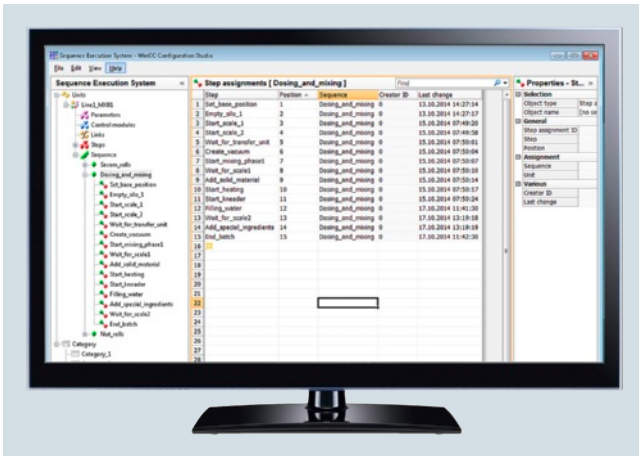 Sequence Execution System - WinCC Configuration Studio
File Edit View Help
Sequence Execution System «
Units
Line1_MXB1
Parameters
Control modules
Links
Steps
Sequence
Dosing_and_mixing
Set_base_position
Empty_silo_1
Start_scale_1
Start_scale_2
Wait_for_transfer_unit
Create_vacuum
Start_mixing_phase1
Wait_for_scale1
Add_solid_material
Start_heating
Start_kneader
Filling_water
Add_special_ingredients
Wait_for_scale2
End_batch
Nut_rolls
Category
Category_1
Step assignments [ Dosing_and_mixing ] Find
Step Position Sequence Creator ID Last change
1 Set_base_position 1 Dosing_and_mixing 0 13.10.2014 14:27:14
2 Empty_silo_1 2 Dosing_and_mixing 0 13.10.2014 14:27:17
3 Start_scale_1 3 Dosing_and_mixing 0 15.10.2014 07:49:20
4 Start_scale_2 4 Dosing_and_mixing 0 15.10.2014 07:49:58
5 Wait_for_transfer_unit 5 Dosing_and_mixing 0 15.10.2014 07:50:01
6 Create_vacuum 6 Dosing_and_mixing 0 15.10.2014 07:50:04
7 Start_mixing_phase1 7 Dosing_and_mixing 0 15.10.2014 07:50:07
8 Wait_for_scale1 8 Dosing_and_mixing 0 15.10.2014 07:50:10
9 Add_solid_material 9 Dosing_and_mixing 0 15.10.2014 07:50:14
10 Start_heating 10 Dosing_and_mixing 0 15.10.2014 07:50:17
11 Start_kneader 11 Dosing_and_mixing 0 15.10.2014 07:50:24
12 Filling_water 12 Dosing_and_mixing 0 17.10.2014 11:41:30
13 Wait_for_scale2 13 Dosing_and_mixing 0 17.10.2014 13:19:18
14 Add_special_ingredients 14 Dosing_and_mixing 0 17.10.2014 13:19:19
15 End_batch 15 Dosing_and_mixing 0 17.10.2014 11:42:30
16
17
18
19
20
21
22
23
24
25
26
27
28
Properties - St... »
Selection
Object type Step a
Object name [no se
General
Step assignment ID
Step
Position
Assignment
Sequence
Unit
Various
Creator ID
Last change